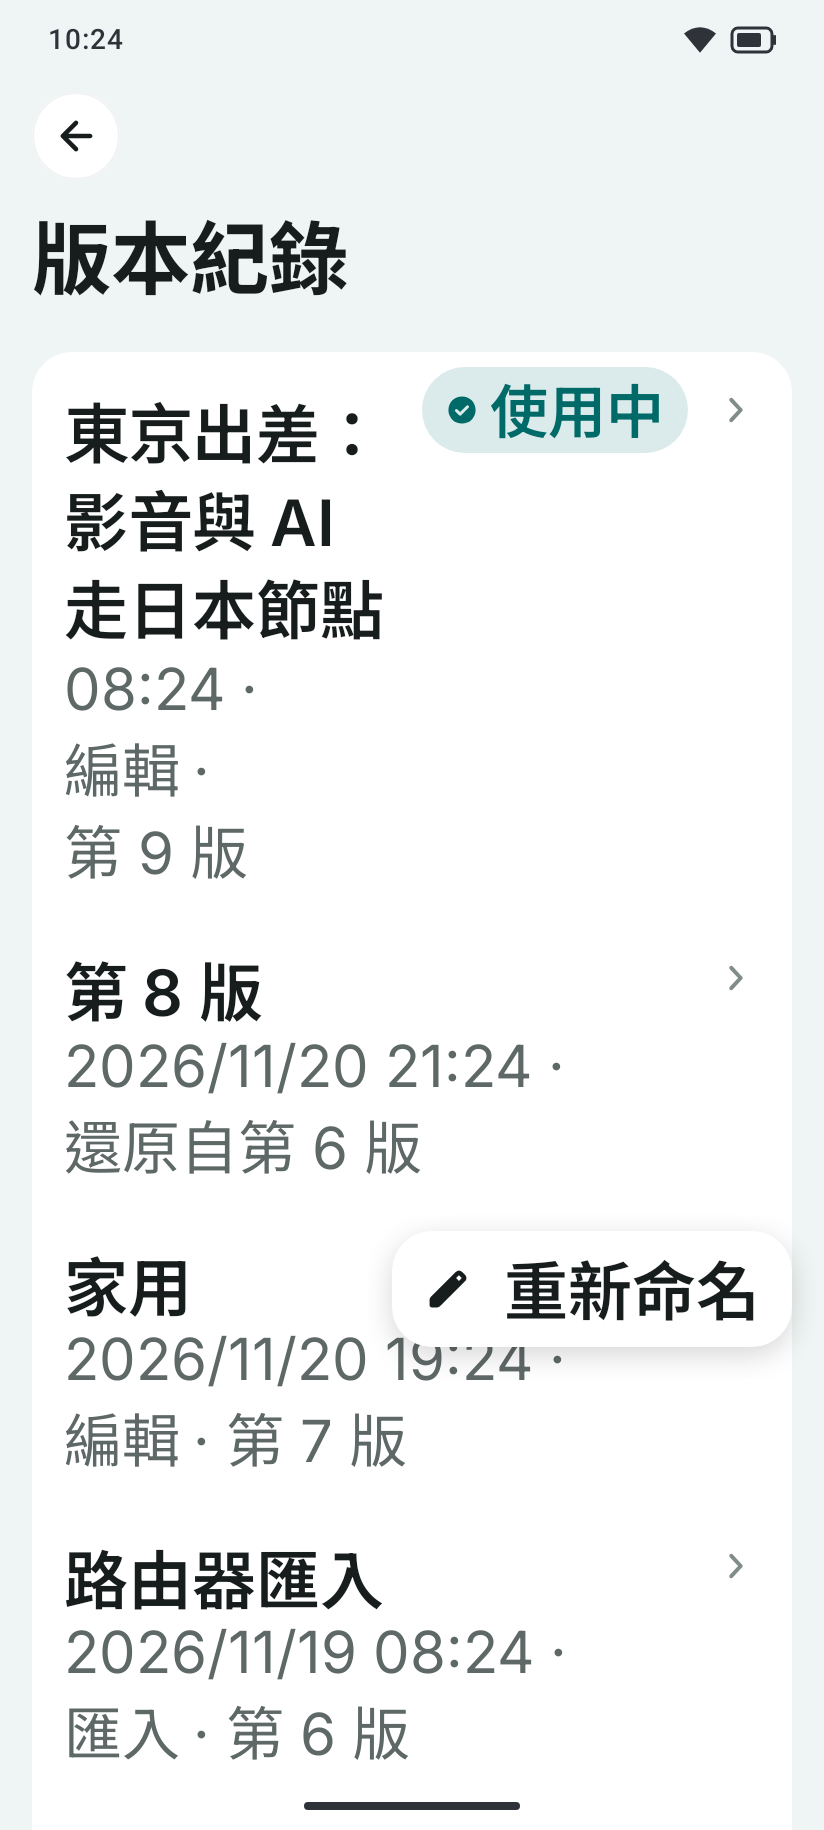 10:24
版本紀錄
東京出差：
影音與 AI
走日本節點
使用中
08:24 ·
編輯 ·
第 9 版
第 8 版
2026/11/20 21:24 ·
還原自第 6 版
家用
重新命名
2026/11/20 19:24 ·
編輯 · 第 7 版
路由器匯入
2026/11/19 08:24 ·
匯入 · 第 6 版